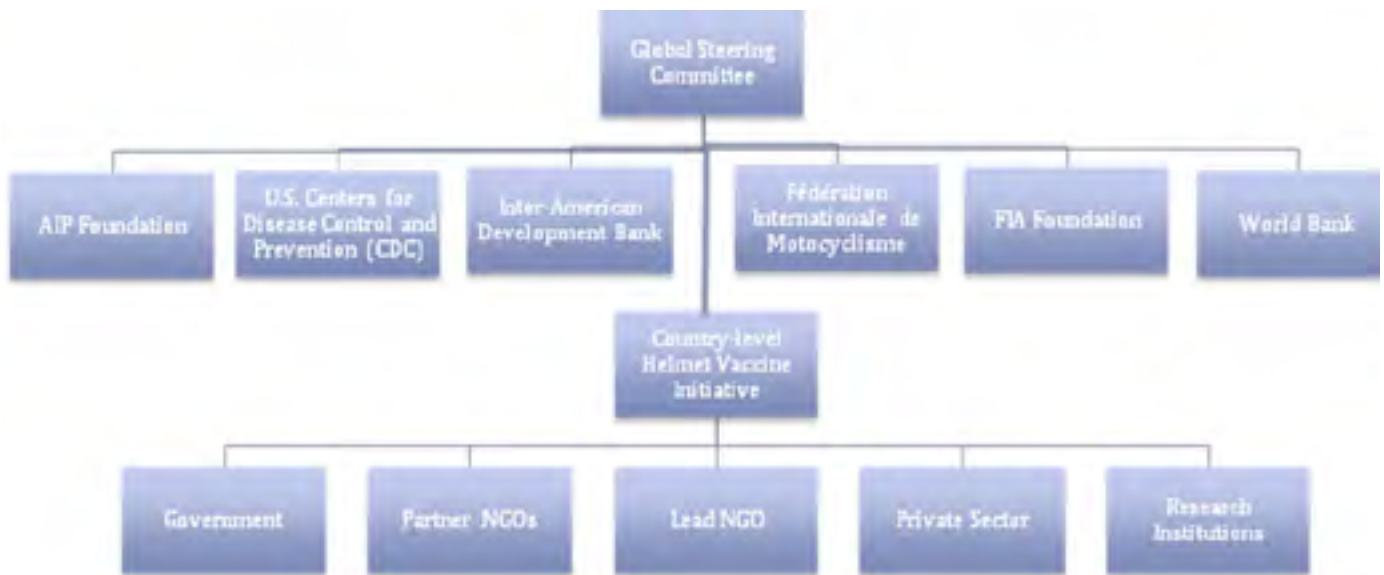 Global Steering
Committee
AIP Foundation
U.S. Centers for
Disease Control and
Prevention (CDC)
Inter-American
Development Bank
Fédération
Internationale de
Motocyclisme
FIA Foundation
World Bank
Country-level
Helmet Vaccine
Initiative
Government
Partner NGOs
Lead NGO
Private Sector
Research
Institutions